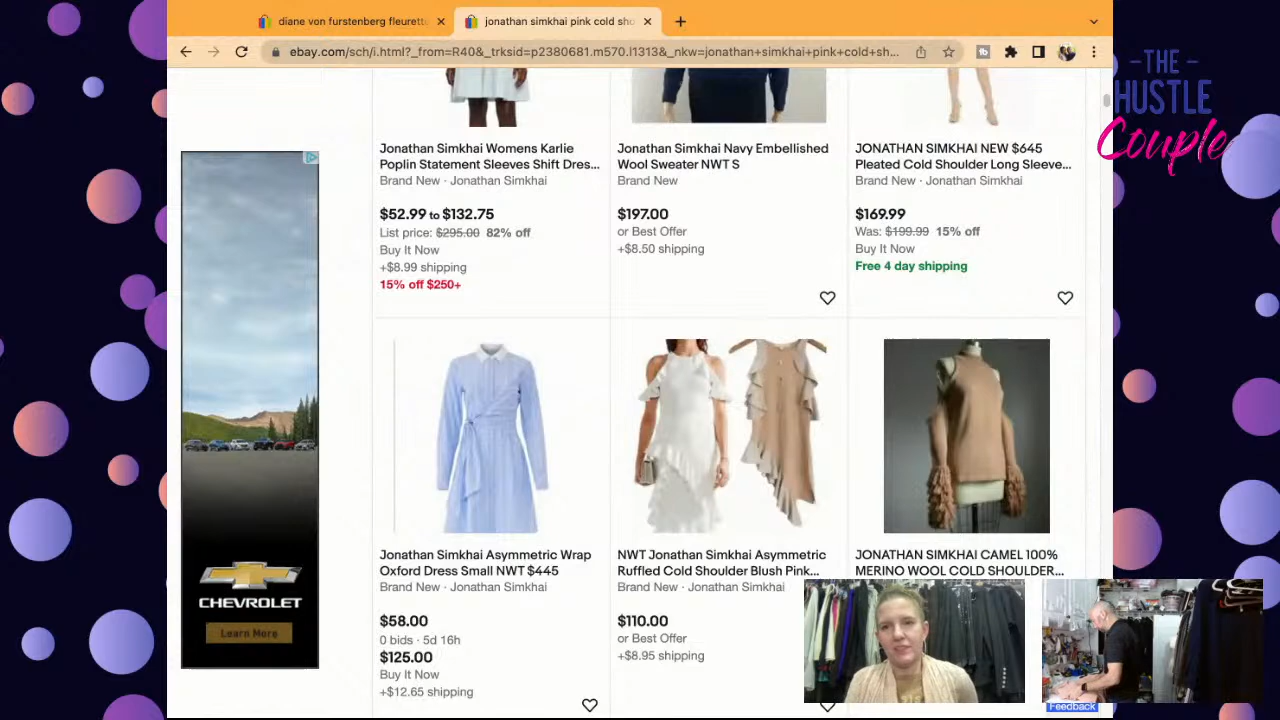 diane von furstenberg fleurett
jonathan simkhai pink cold sho
ebay.com/sch/i.html?_from=R40&_trksid=p2380681.m570.l1313&_nkw=jonathan+simkhai+pink+cold+sh...
-THE-
HUSTLE
Couple
Jonathan Simkhai Womens Karlie
Poplin Statement Sleeves Shift Dres...
Brand New · Jonathan Simkhai
$52.99 to $132.75
List price: $295.00 82% off
Buy It Now
+$8.99 shipping
15% off $250+
Jonathan Simkhai Navy Embellished
Wool Sweater NWT S
Brand New
$197.00
or Best Offer
+$8.50 shipping
JONATHAN SIMKHAI NEW $645
Pleated Cold Shoulder Long Sleeve...
Brand New · Jonathan Simkhai
$169.99
Was: $199.99 15% off
Buy It Now
Free 4 day shipping
CHEVROLET
Learn More
Jonathan Simkhai Asymmetric Wrap
Oxford Dress Small NWT $445
Brand New · Jonathan Simkhai
$58.00
0 bids · 5d 16h
$125.00
Buy It Now
+$12.65 shipping
NWT Jonathan Simkhai Asymmetric
Ruffled Cold Shoulder Blush Pink...
Brand New · Jonathan Simkhai
$110.00
or Best Offer
+$8.95 shipping
JONATHAN SIMKHAI CAMEL 100%
MERINO WOOL COLD SHOULDER...
Feedback